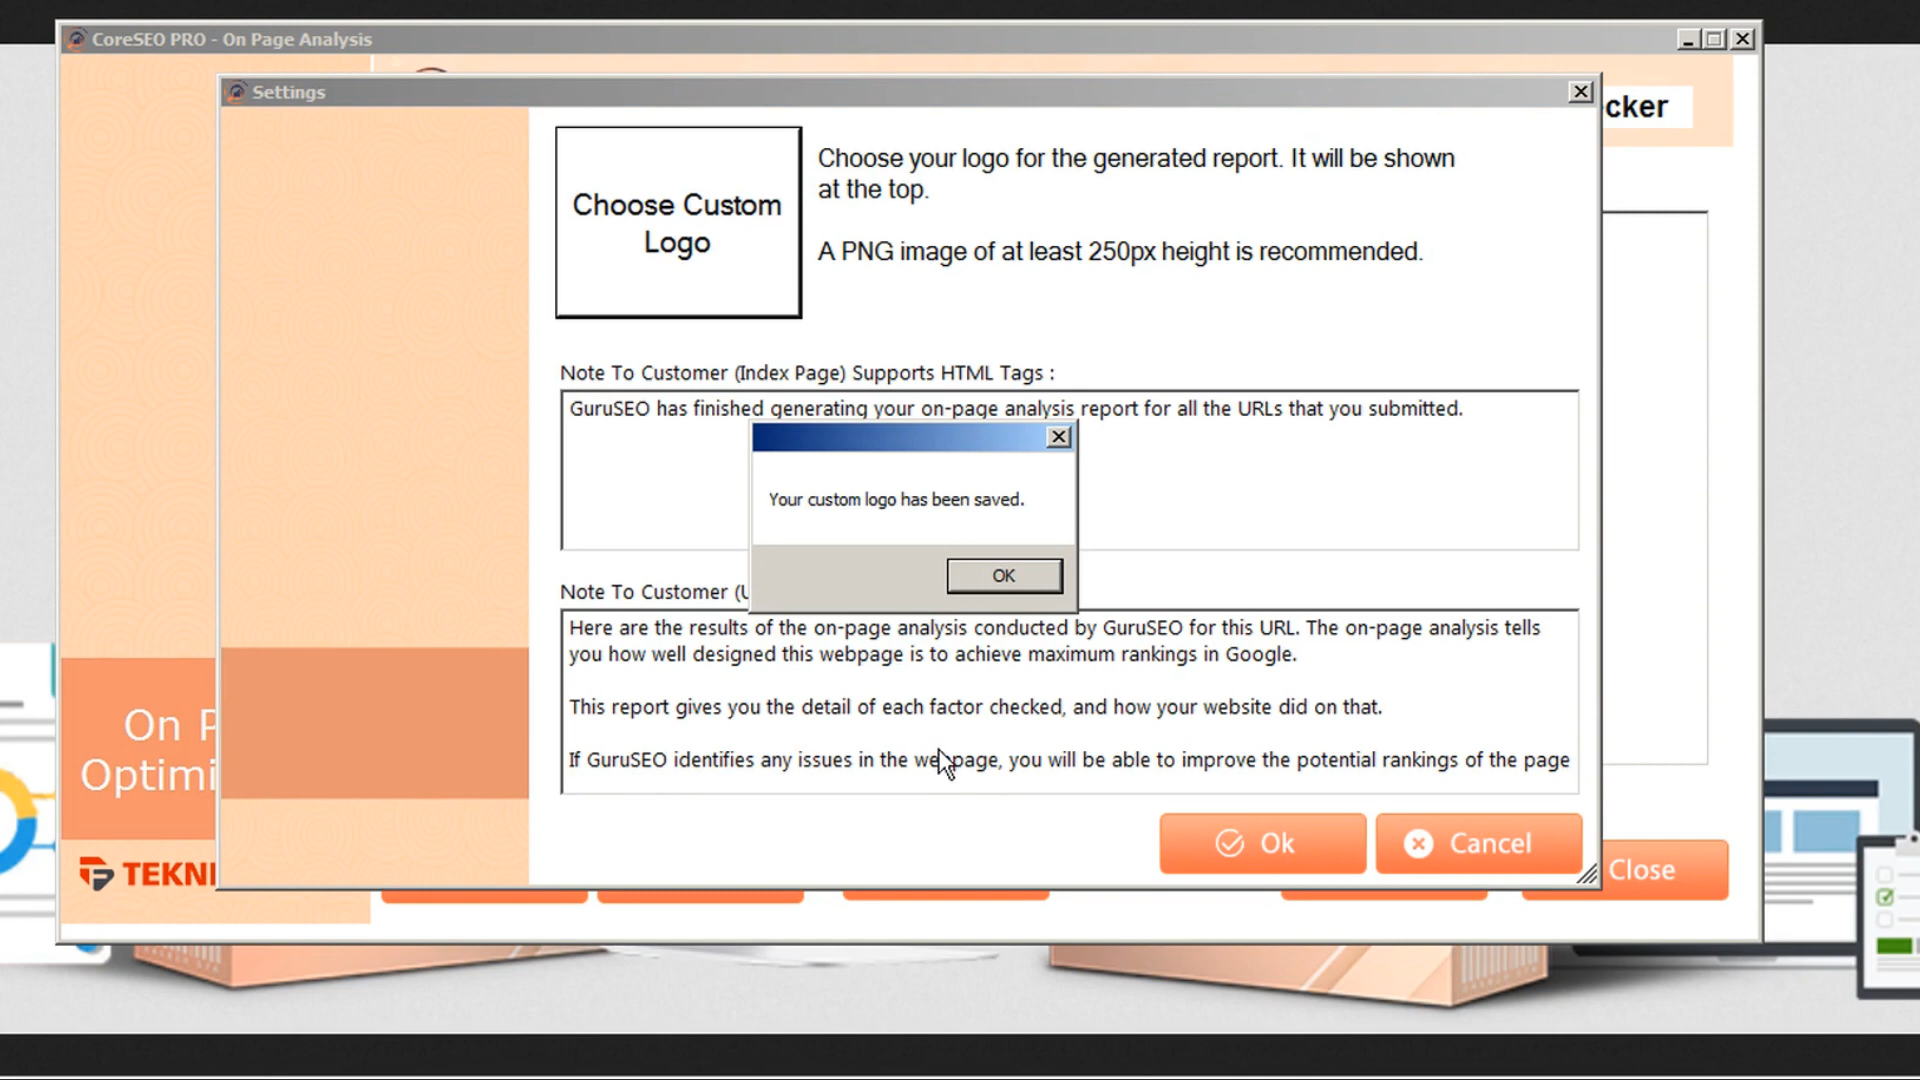 CoreSEO PRO - On Page Analysis
cker
Settings
Choose Custom
Logo
Choose your logo for the generated report. It will be shown
at the top.
A PNG image of at least 250px height is recommended.
Note To Customer (Index Page) Supports HTML Tags :
GuruSEO has finished generating your on-page analysis report for all the URLs that you submitted.
Your custom logo has been saved.
OK
Note To Customer (U
Here are the results of the on-page analysis conducted by GuruSEO for this URL. The on-page analysis tells
you how well designed this webpage is to achieve maximum rankings in Google.
This report gives you the detail of each factor checked, and how your website did on that.
If GuruSEO identifies any issues in the webpage, you will be able to improve the potential rankings of the page
On P
Optimi
TEKNI
Ok
Cancel
Close